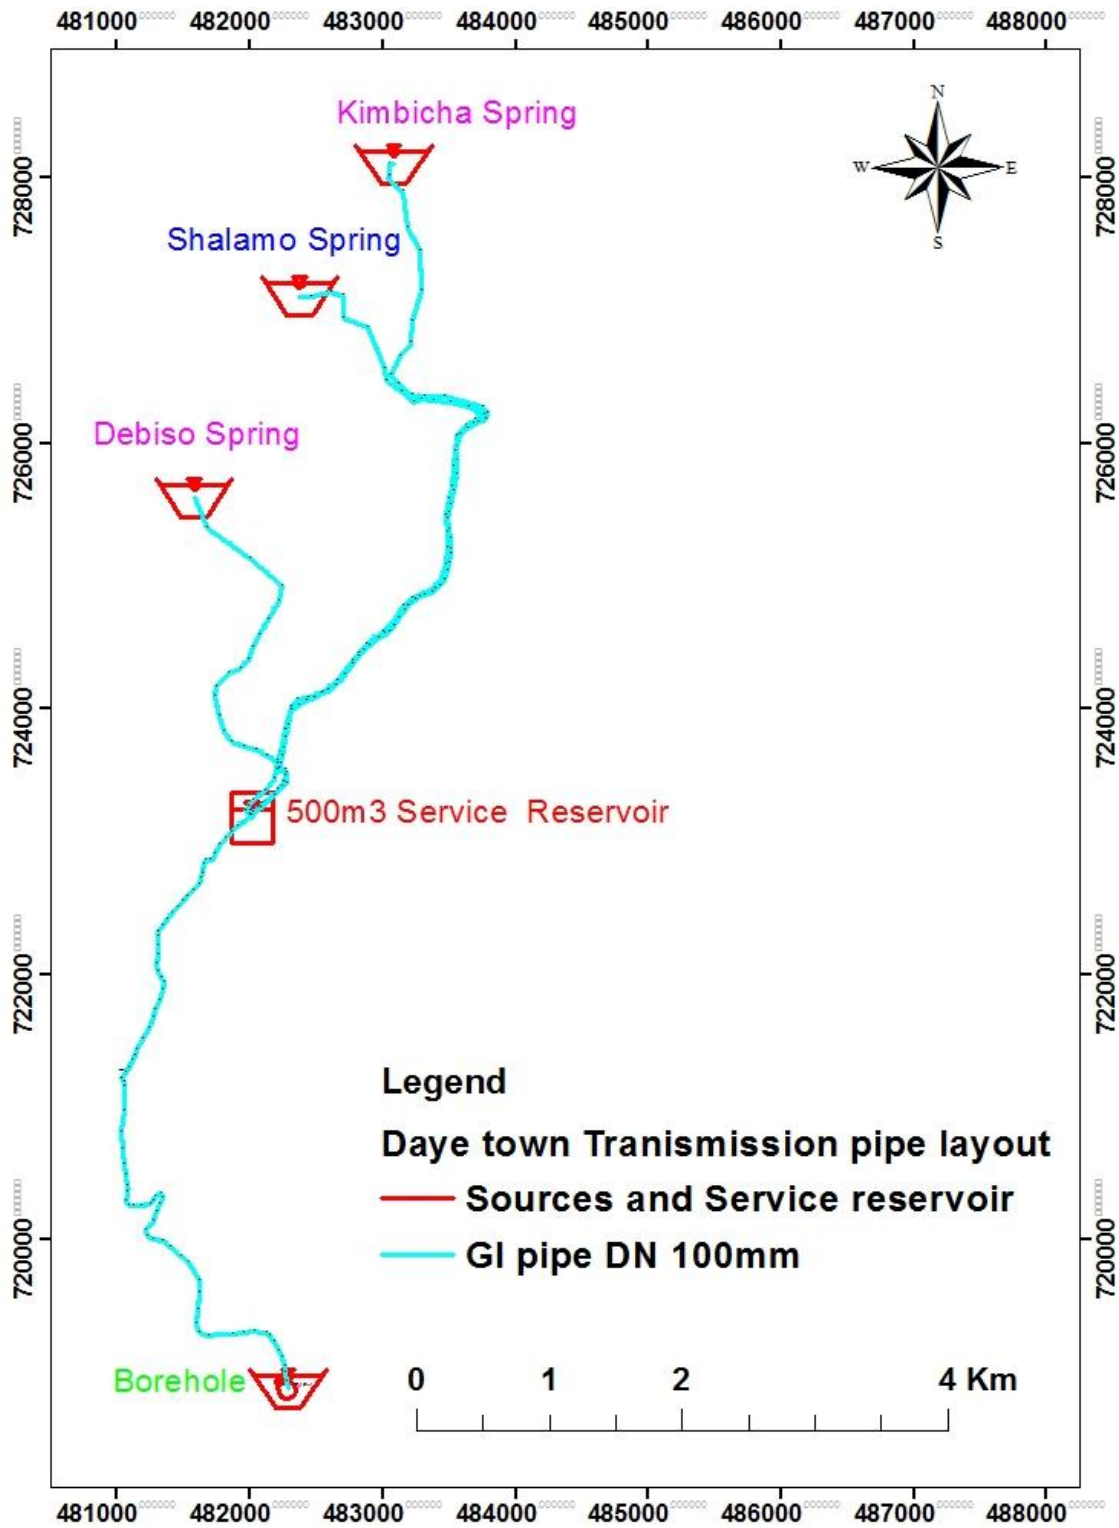 481000 482000 483000 484000 485000 486000 487000 488000
Kimbicha Spring
N
W E
S
728000 728000
Shalamo Spring
Debiso Spring
726000 726000
724000 724000
500m3 Service Reservoir
722000 722000
Legend
Daye town Tranismission pipe layout
Sources and Service reservoir
GI pipe DN 100mm
720000 720000
Borehole
0 1 2 4 Km
481000 482000 483000 484000 485000 486000 487000 488000